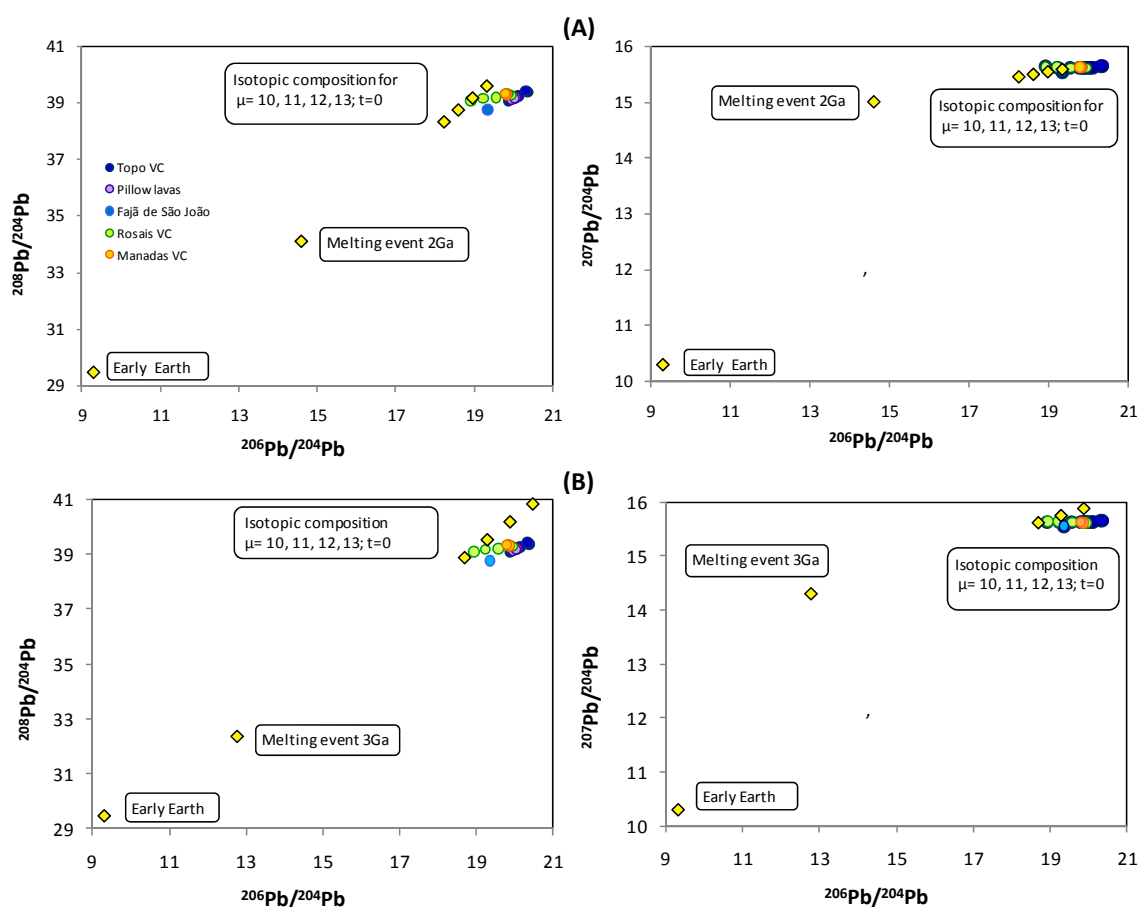 (A)
41
39
37
35
33
31
29
9
11
13
15
17
19
21
²⁰⁸Pb/²⁰⁴Pb
²⁰⁶Pb/²⁰⁴Pb
Isotopic composition for
μ= 10, 11, 12, 13; t=0
Topo VC
Pillow lavas
Fajã de São João
Rosais VC
Manadas VC
Melting event 2Ga
Early Earth
16
15
14
13
12
11
10
9
11
13
15
17
19
21
²⁰⁷Pb/²⁰⁴Pb
²⁰⁶Pb/²⁰⁴Pb
Melting event 2Ga
Isotopic composition for
μ= 10, 11, 12, 13; t=0
,
Early Earth
(B)
41
39
37
35
33
31
29
9
11
13
15
17
19
21
²⁰⁸Pb/²⁰⁴Pb
²⁰⁶Pb/²⁰⁴Pb
Isotopic composition
μ= 10, 11, 12, 13; t=0
Melting event 3Ga
Early Earth
16
15
14
13
12
11
10
9
11
13
15
17
19
21
²⁰⁷Pb/²⁰⁴Pb
²⁰⁶Pb/²⁰⁴Pb
Melting event 3Ga
Isotopic composition
μ= 10, 11, 12, 13; t=0
,
Early Earth